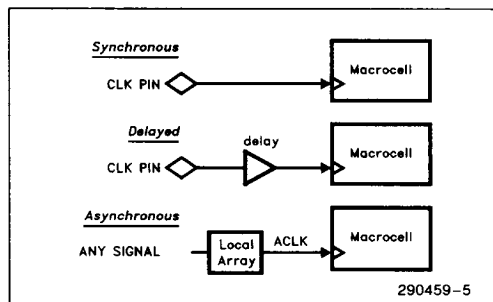 Synchronous
CLK PIN
Macrocell
Delayed
delay
CLK PIN
Macrocell
Asynchronous
ANY SIGNAL
Local
Array
ACLK
Macrocell
290459-5